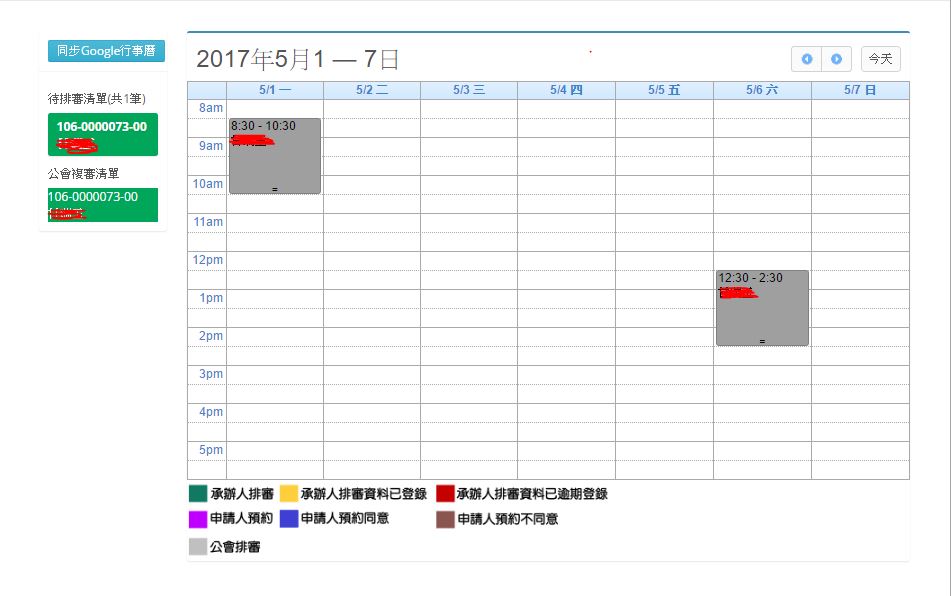 同步Google行事曆
待排審清單(共1筆)
106-0000073-00
公會複審清單
106-0000073-00
2017年5月1 — 7日
今天
5/1 一 5/2 二 5/3 三 5/4 四 5/5 五 5/6 六 5/7 日
8am
8:30 - 10:30
9am
10am
11am
12pm
12:30 - 2:30
1pm
2pm
3pm
4pm
5pm
承辦人排審 承辦人排審資料已登錄 承辦人排審資料已逾期登錄
申請人預約 申請人預約同意 申請人預約不同意
公會排審